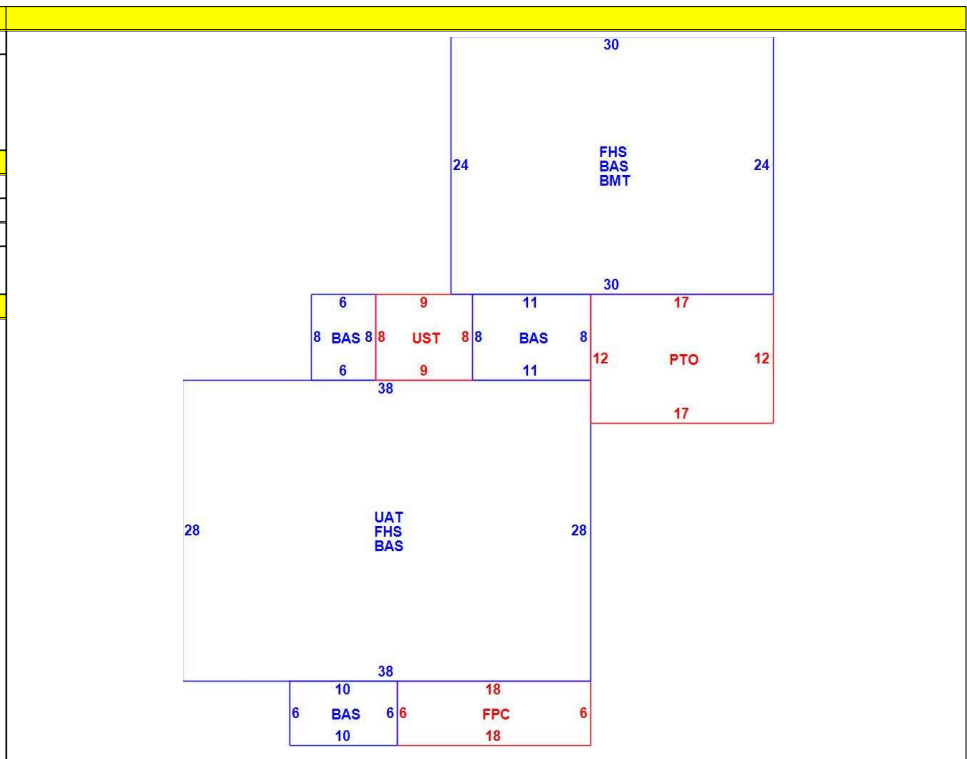 30
24 24
FHS
BAS
BMT
30
6 9 11 17
8 BAS 8 8 UST 8 8 BAS 8
12 PTO 12
6 9 11
38
17
28 28
UAT
FHS
BAS
38
10 18
6 BAS 6 6 FPC 6
10 18